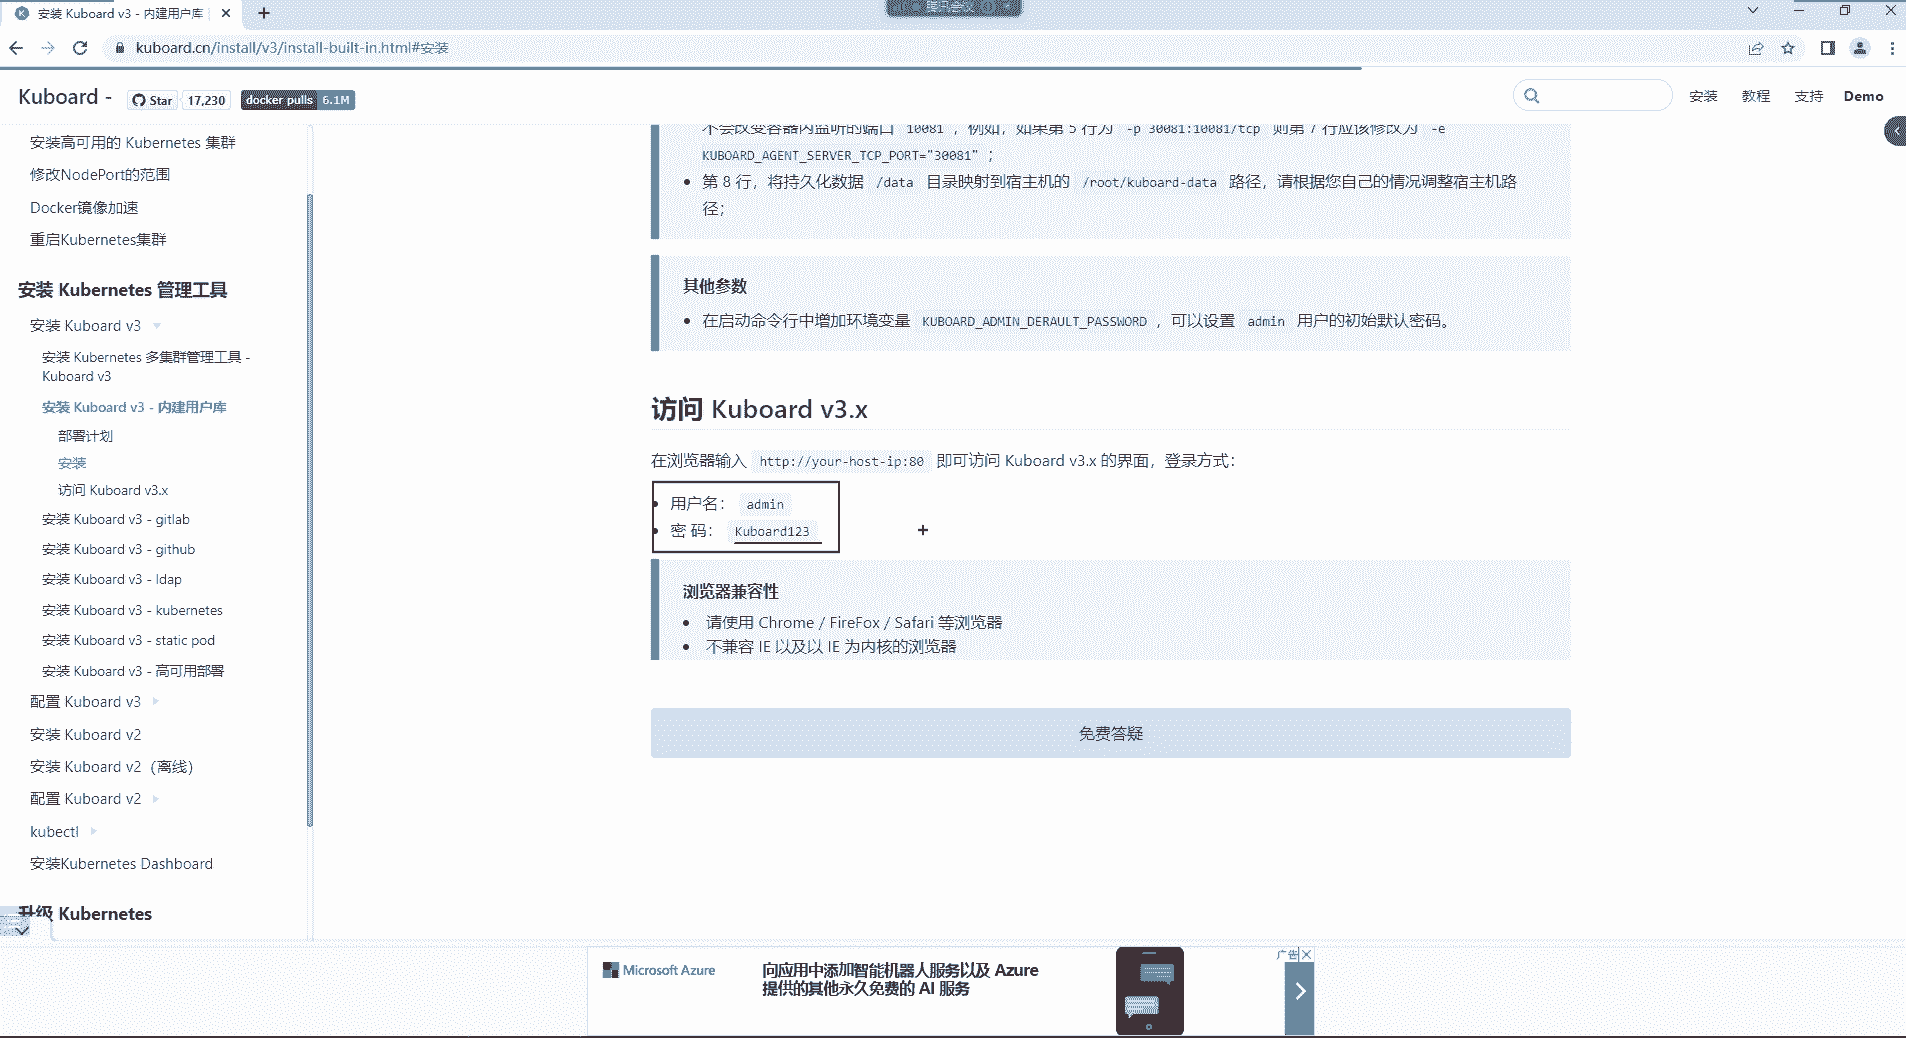 安装 Kuboard v3 - 内建用户库
腾讯会议
kuboard.cn/install/v3/install-built-in.html#安装
Kuboard -
Star
17,230
docker pulls 6.1M
安装
教程
支持
Demo
安装高可用的 Kubernetes 集群
修改NodePort的范围
Docker镜像加速
重启Kubernetes集群
安装 Kubernetes 管理工具
安装 Kuboard v3
安装 Kubernetes 多集群管理工具 -
Kuboard v3
安装 Kuboard v3 - 内建用户库
部署计划
安装
访问 Kuboard v3.x
安装 Kuboard v3 - gitlab
安装 Kuboard v3 - github
安装 Kuboard v3 - ldap
安装 Kuboard v3 - kubernetes
安装 Kuboard v3 - static pod
安装 Kuboard v3 - 高可用部署
配置 Kuboard v3
安装 Kuboard v2
安装 Kuboard v2（离线）
配置 Kuboard v2
kubectl
安装Kubernetes Dashboard
升级 Kubernetes
不会改变容器内监听的端口 10081 ，例如，如果第 5 行为 -p 30081:10081/tcp 则第 7 行应该修改为 -e
KUBOARD_AGENT_SERVER_TCP_PORT="30081" ；
第 8 行，将持久化数据 /data 目录映射到宿主机的 /root/kuboard-data 路径，请根据您自己的情况调整宿主机路
径；
其他参数
在启动命令行中增加环境变量 KUBOARD_ADMIN_DERAULT_PASSWORD ，可以设置 admin 用户的初始默认密码。
访问 Kuboard v3.x
在浏览器输入 http://your-host-ip:80 即可访问 Kuboard v3.x 的界面，登录方式：
用户名： admin
密 码： Kuboard123
浏览器兼容性
请使用 Chrome / FireFox / Safari 等浏览器
不兼容 IE 以及以 IE 为内核的浏览器
免费答疑
Microsoft Azure
向应用中添加智能机器人服务以及 Azure
提供的其他永久免费的 AI 服务
广告